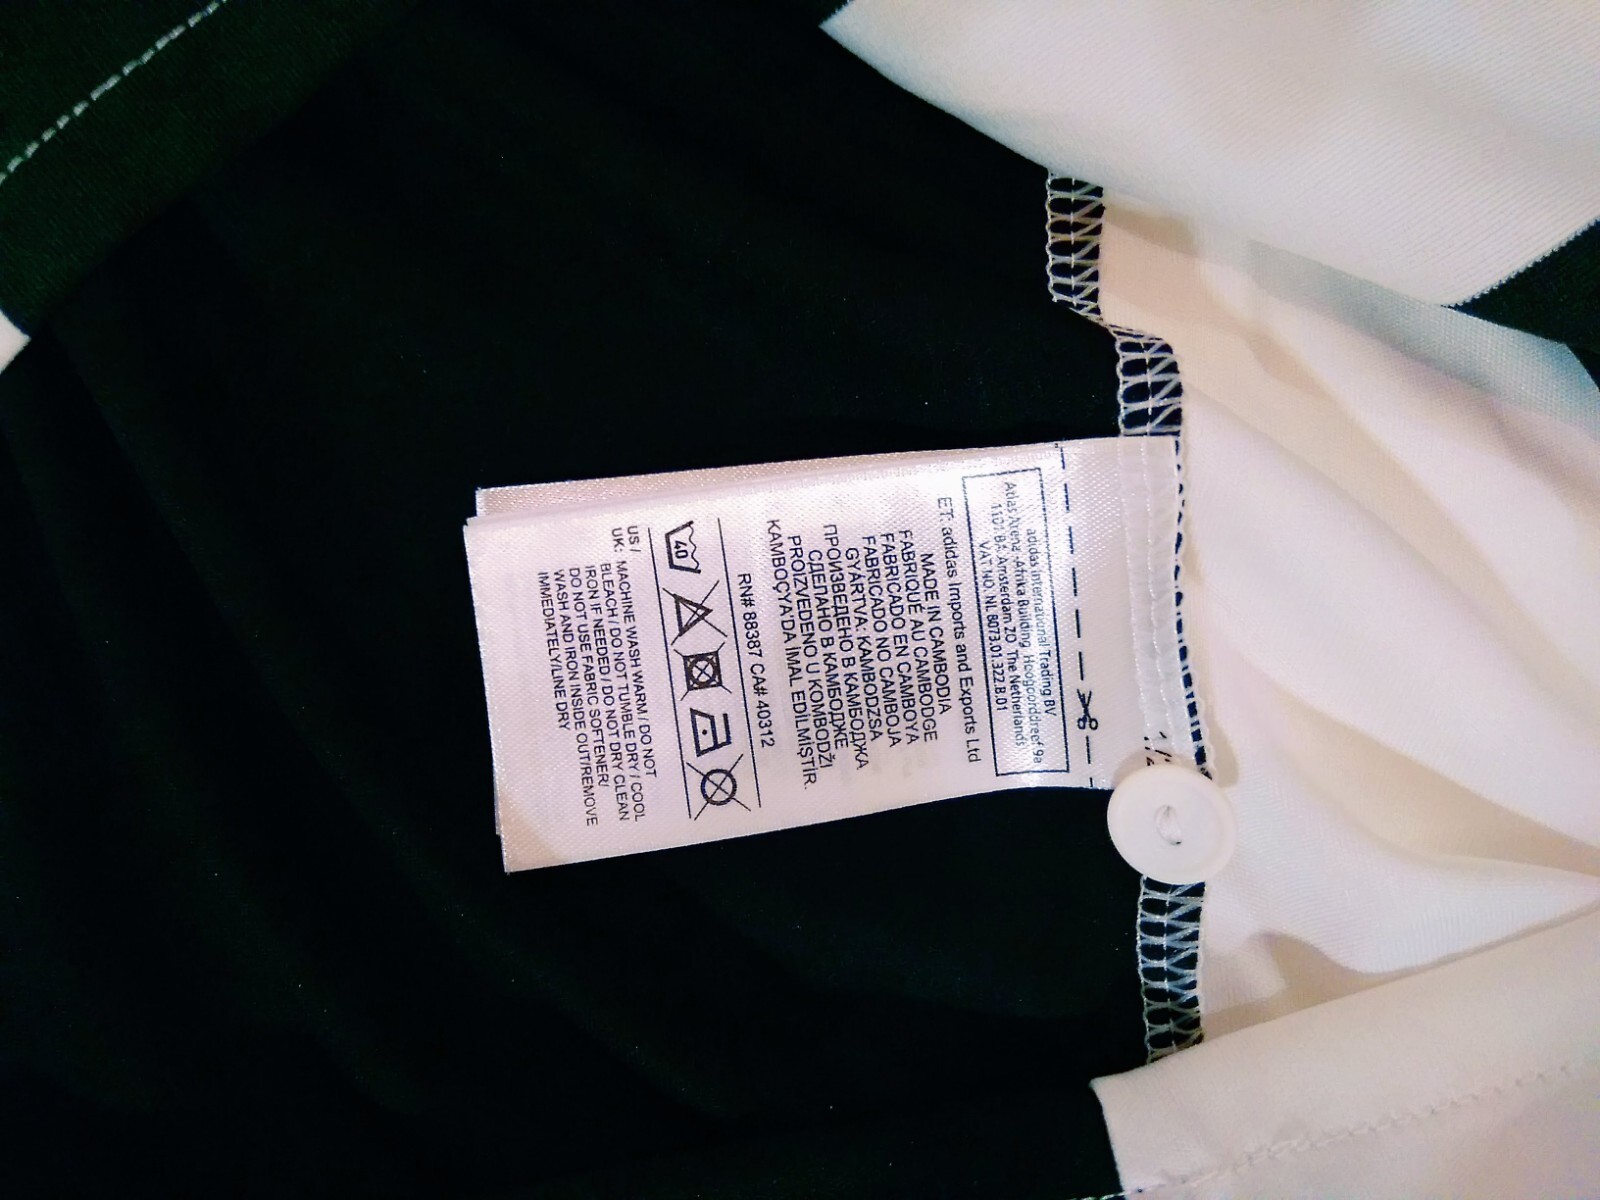 adidas International Trading BV
Atlas Arena -Afrika Building Hoogoorddreef 9a
1101 BA Amsterdam ZO The Netherlands
VAT NO. NL 8073.01.322.B.01
ET: adidas Imports and Exports Ltd
MADE IN CAMBODIA
FABRIQUÉ AU CAMBODGE
FABRICADO EN CAMBOYA
FABRICADO NO CAMBOJA
GYÁRTVA: KAMBODZSA
ПРОИЗВЕДЕНО В КАМБОДЖА
СДЕЛАНО В КАМБОДЖЕ
PROIZVEDENO U KOMBODŽI
KAMBOÇYA'DA İMAL EDİLMİŞTİR.
RN# 88387 CA# 40312
40
US / UK: MACHINE WASH WARM / DO NOT
BLEACH / DO NOT TUMBLE DRY / COOL
IRON IF NEEDED / DO NOT DRY CLEAN
DO NOT USE FABRIC SOFTENER/
WASH AND IRON INSIDE OUT/REMOVE
IMMEDIATELY/LINE DRY